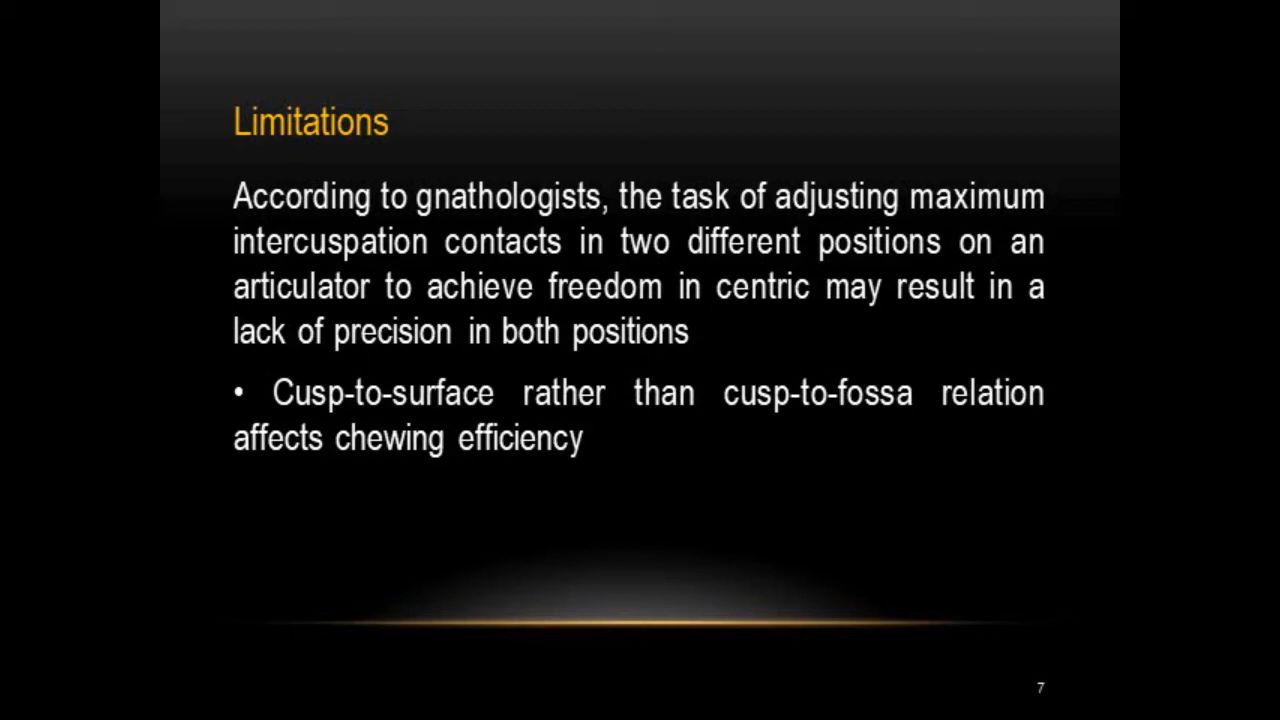 Limitations
According to gnathologists, the task of adjusting maximum
intercuspation contacts in two different positions on an
articulator to achieve freedom in centric may result in a
lack of precision in both positions
• Cusp-to-surface rather than cusp-to-fossa relation
affects chewing efficiency
7